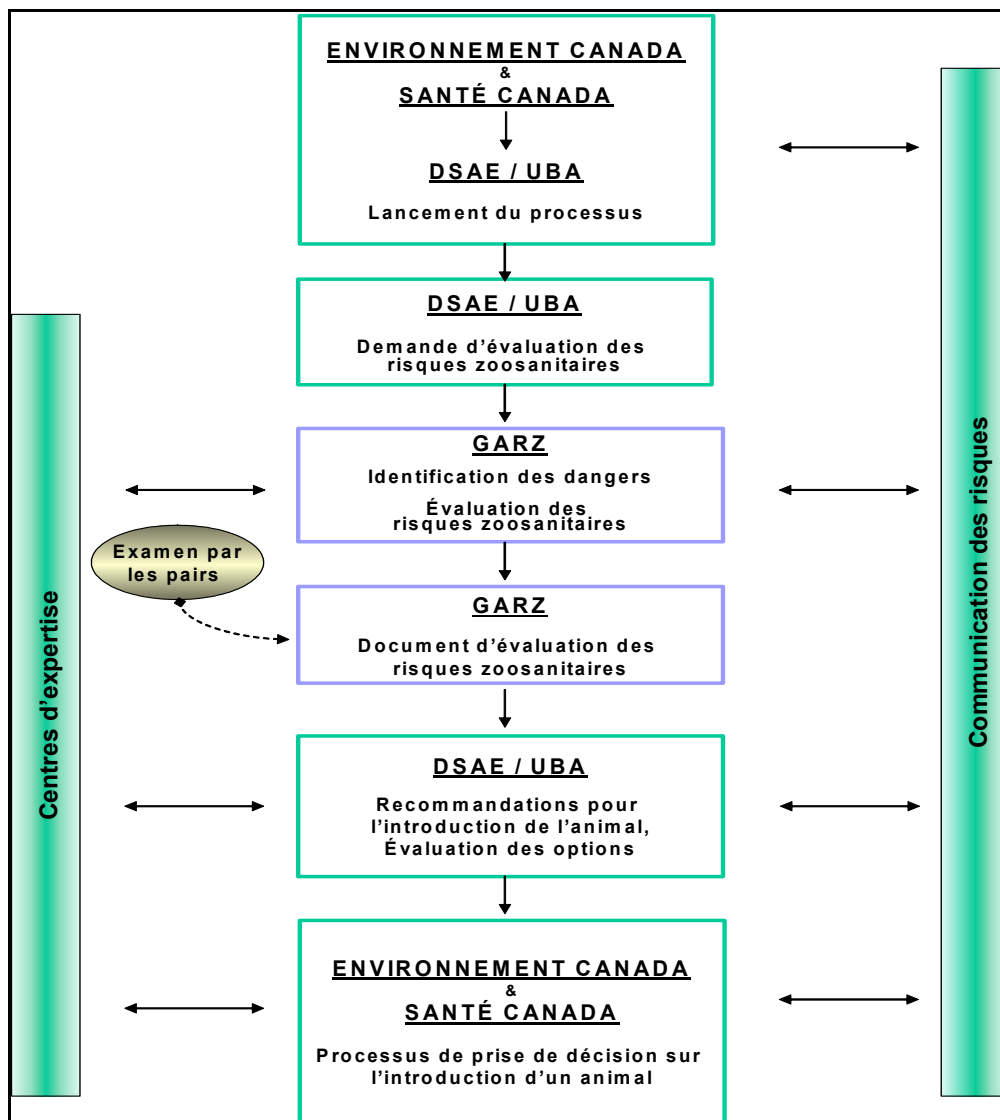 ENVIRONNEMENT CANADA
&
SANTÉ CANADA
DSAE / UBA
Lancement du processus
DSAE / UBA
Demande d'évaluation des
risques zoosanitaires
GARZ
Identification des dangers
Évaluation des
risques zoosanitaires
Examen par
les pairs
GARZ
Document d'évaluation des
risques zoosanitaires
DSAE / UBA
Recommandations pour
l'introduction de l'animal,
Évaluation des options
ENVIRONNEMENT CANADA
&
SANTÉ CANADA
Processus de prise de décision sur
l'introduction d'un animal
Centres d'expertise
Communication des risques